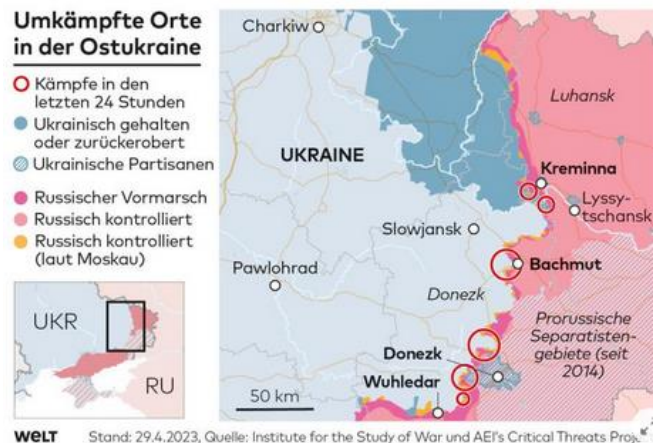 Umkämpfte Orte
in der Ostukraine
Kämpfe in den
letzten 24 Stunden
Ukrainisch gehalten
oder zurückerobert
Ukrainische Partisanen
Russischer Vormarsch
Russisch kontrolliert
Russisch kontrolliert
(laut Moskau)
UKR
RU
Charkiw
Luhansk
UKRAINE
Kreminna
Lyssy-
tschansk
Slowjansk
Bachmut
Pawlohrad
Donezk
Prorussische
Separatisten-
gebiete (seit
2014)
Donezk
Wuhledar
50 km
WELT Stand: 29.4.2023, Quelle: Institute for the Study of War und AEI's Critical Threats Proj.